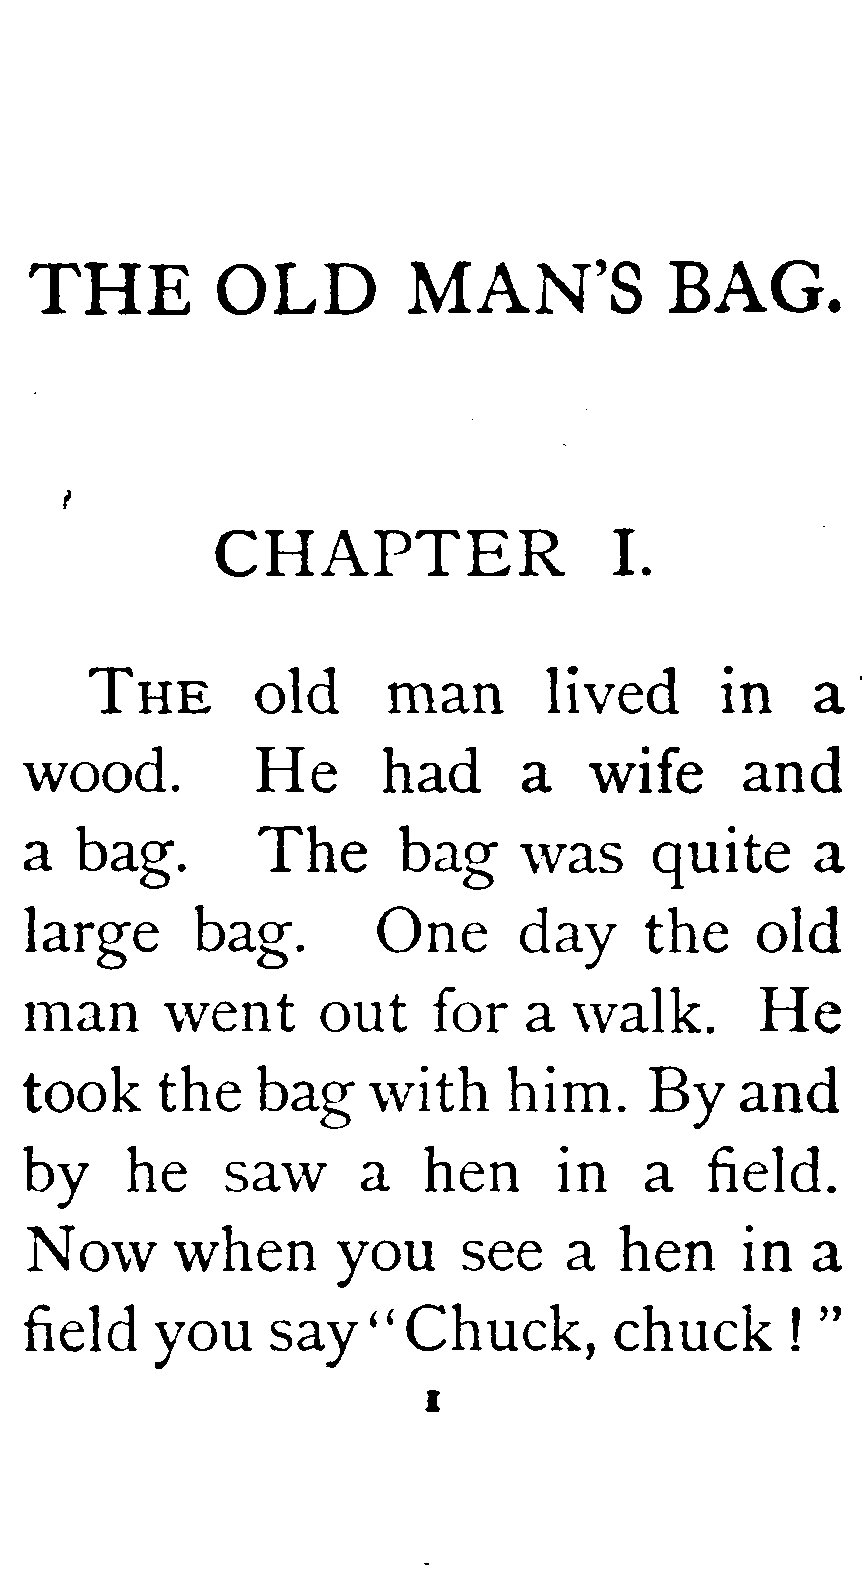 THE OLD MAN'S BAG.
CHAPTER I.
THE old man lived in a
wood. He had a wife and
a bag. The bag was quite a
large bag. One day the old
man went out for a walk. He
took the bag with him. By and
by he saw a hen in a field.
Now when you see a hen in a
field you say "Chuck, chuck!"
1